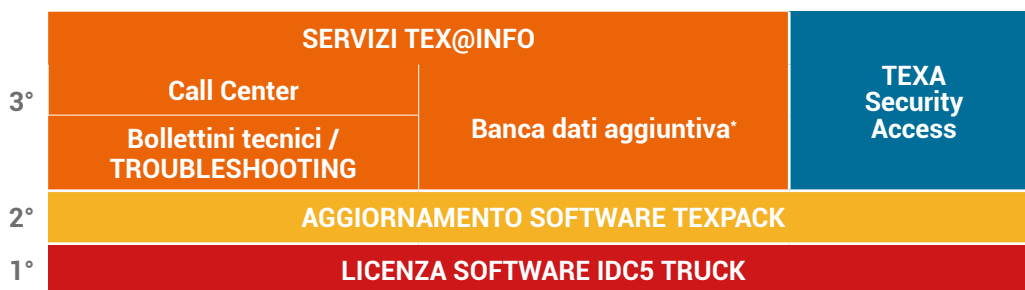 SERVIZI TEX@INFO
3°
Call Center
Bollettini tecnici /
TROUBLESHOOTING
Banca dati aggiuntiva*
TEXA
Security
Access
2°
AGGIORNAMENTO SOFTWARE TEXPACK
1°
LICENZA SOFTWARE IDC5 TRUCK